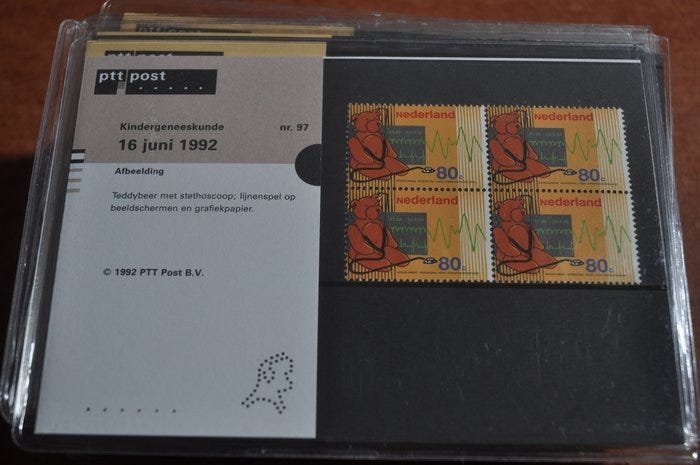 ptt post
Kindergeneeskunde nr. 97
16 juni 1992
Afbeelding
Teddybeer met stethoscoop; lijnenspel op
beeldschermen en grafiekpapier.
© 1992 PTT Post B.V.
Nederland
80c
Nederland
80c
Nederland
80c
Nederland
80c